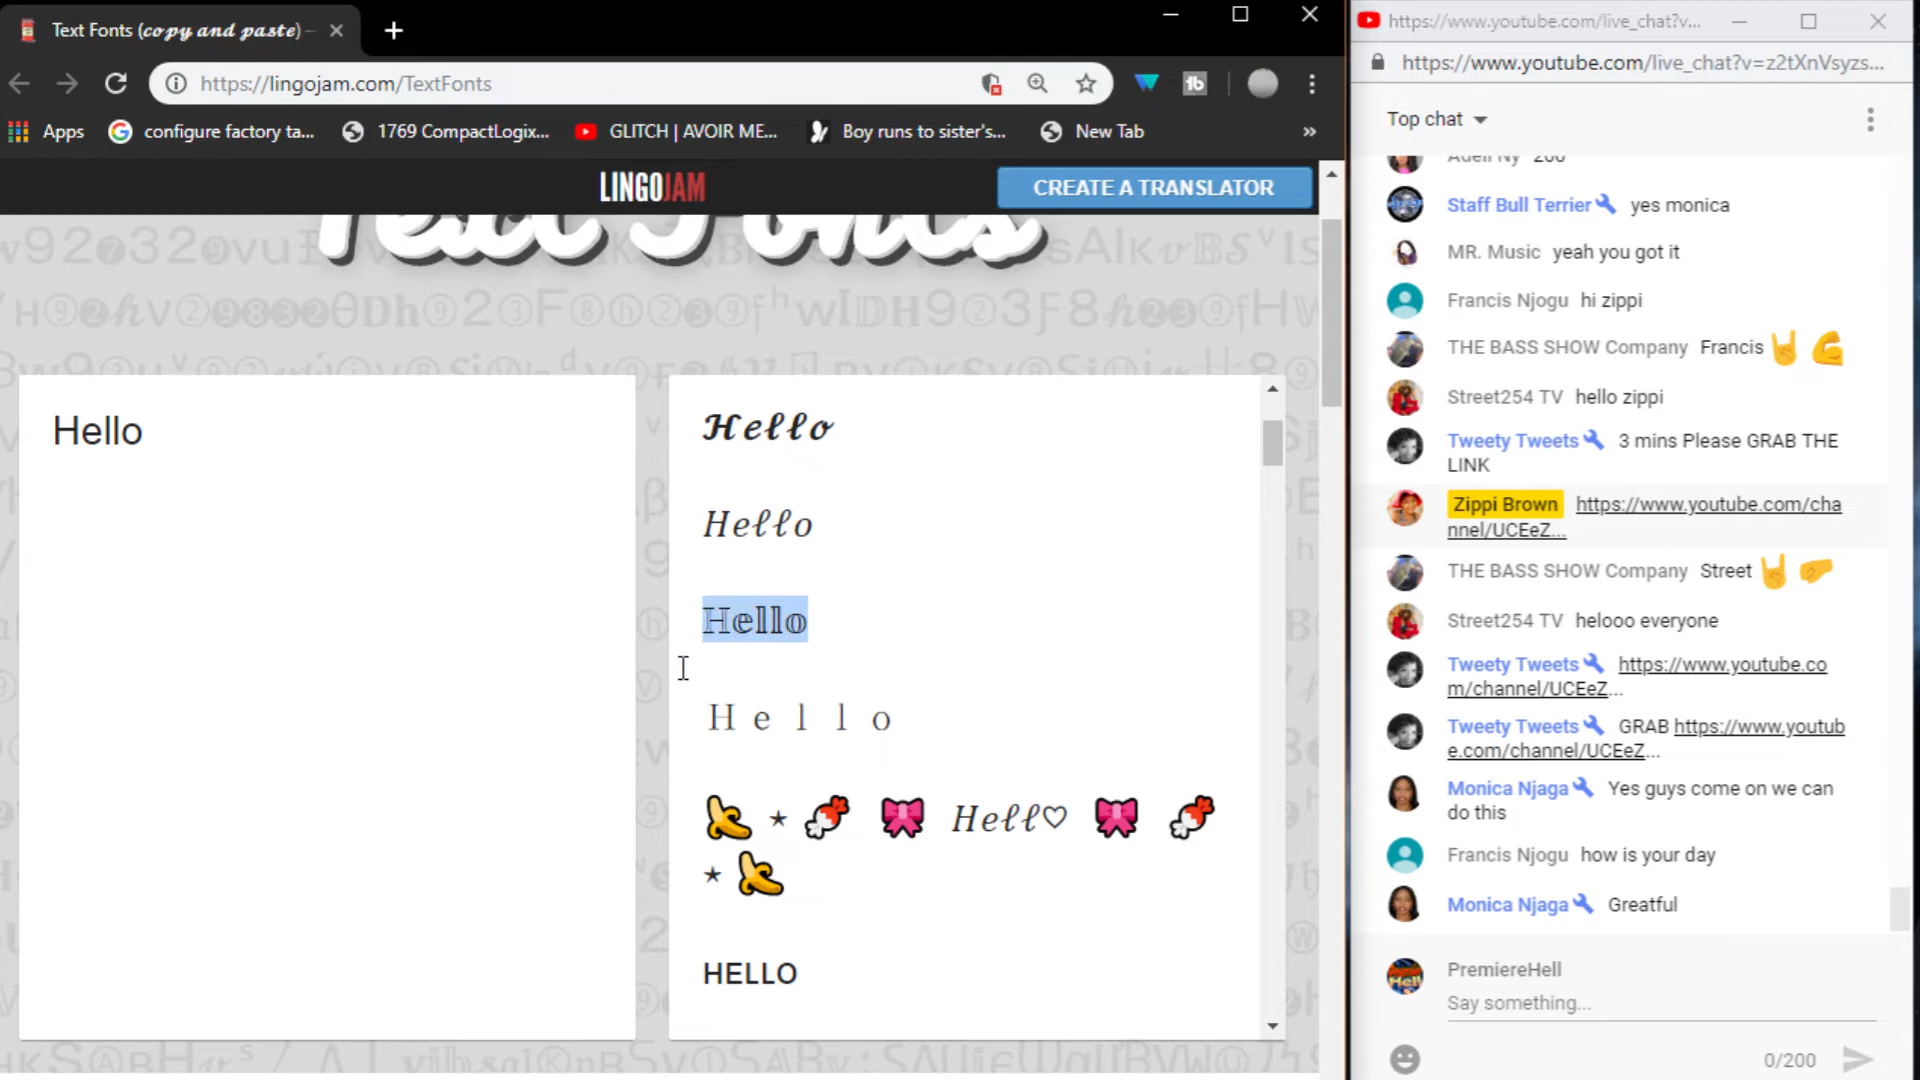 Text Fonts (𝓬𝓸𝓹𝔂 𝓪𝓷𝓭 𝓹𝓪𝓼𝓽𝓮) –
https://lingojam.com/TextFonts
Apps
configure factory ta...
1769 CompactLogix...
GLITCH | AVOIR ME...
Boy runs to sister's...
New Tab
»
LINGOJAM
CREATE A TRANSLATOR
Text Fonts
Hello
𝓗𝓮𝓵𝓵𝓸
𝐻𝑒𝓁𝓁𝑜
ℍ𝕖𝕝𝕝𝕠
Ｈｅｌｌｏ
🍌 ⋆ 🍖 🎀 𝐻𝑒𝓁𝓁♡ 🎀 🍖
⋆ 🍌
HELLO
https://www.youtube.com/live_chat?v...
https://www.youtube.com/live_chat?v=z2tXnVsyzs...
Top chat
Adell Ny 200
Staff Bull Terrier yes monica
MR. Music yeah you got it
Francis Njogu hi zippi
THE BASS SHOW Company Francis 🤘 💪
Street254 TV hello zippi
Tweety Tweets 3 mins Please GRAB THE
LINK
Zippi Brown https://www.youtube.com/cha
nnel/UCEeZ...
THE BASS SHOW Company Street 🤘 🤛
Street254 TV helooo everyone
Tweety Tweets https://www.youtube.co
m/channel/UCEeZ...
Tweety Tweets GRAB https://www.youtub
e.com/channel/UCEeZ...
Monica Njaga Yes guys come on we can
do this
Francis Njogu how is your day
Monica Njaga Greatful
PremiereHell
Say something...
0/200